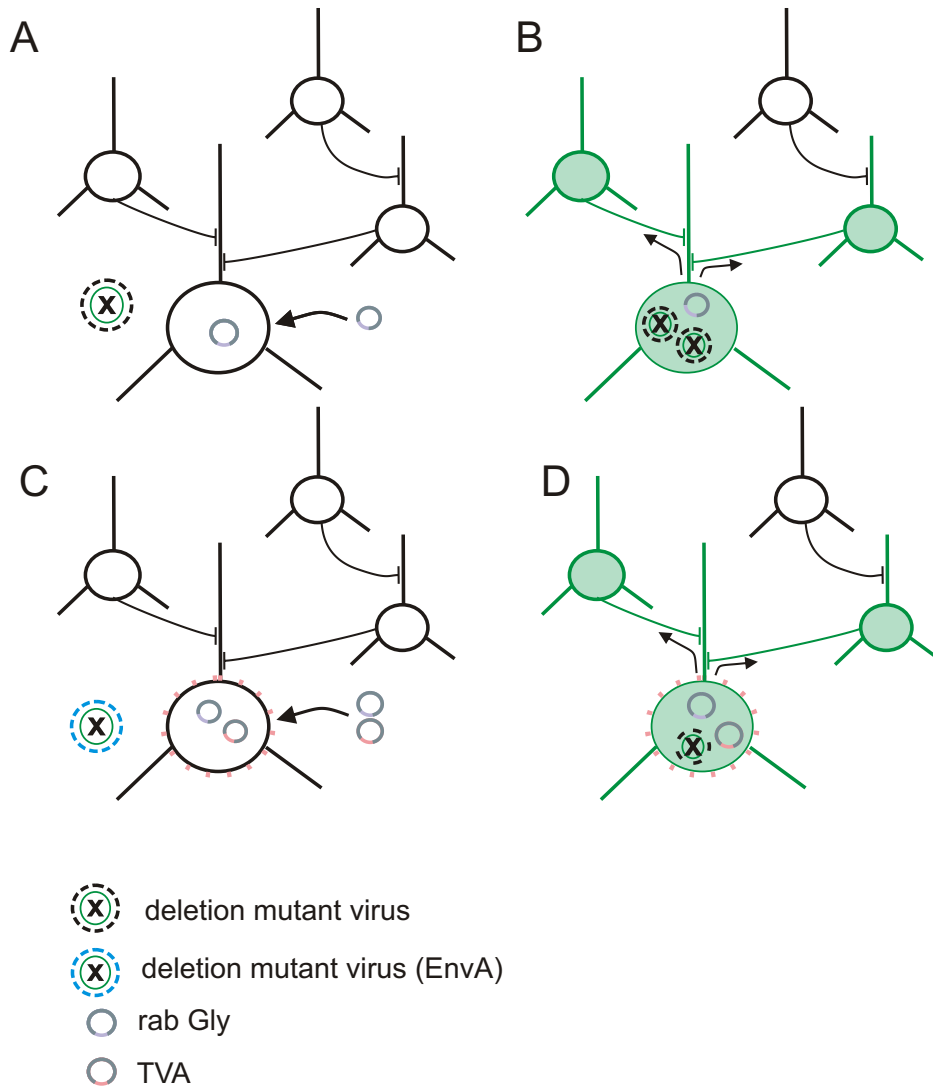 A
B
X
X
X
C
D
X
X
X deletion mutant virus
X deletion mutant virus (EnvA)
rab Gly
TVA